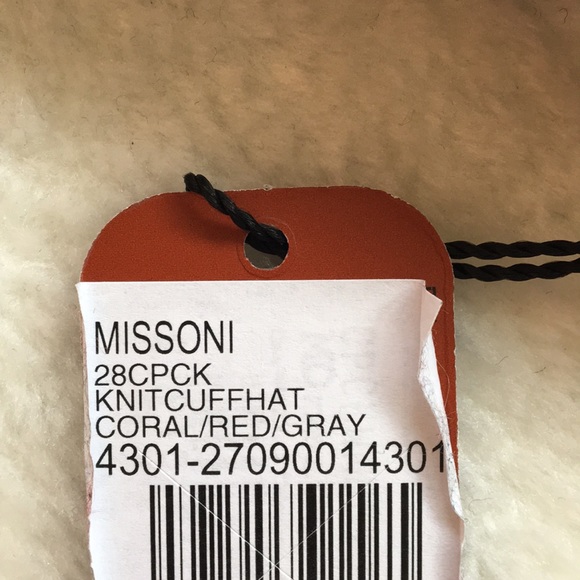 MISSONI
28CPCK
KNITCUFFHAT
CORAL/RED/GRAY
4301-27090014301